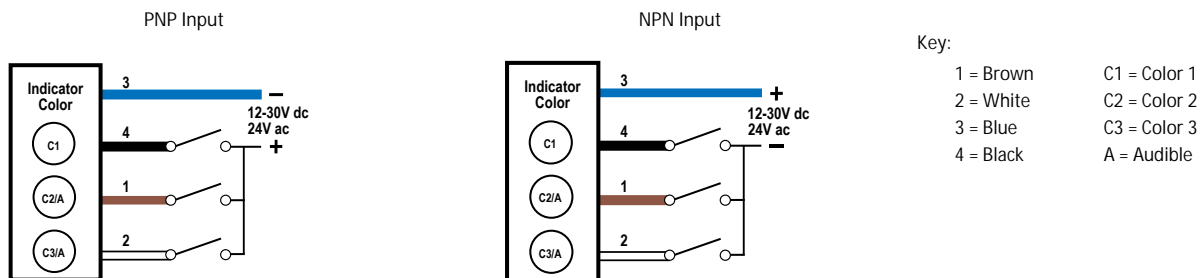 PNP Input
Indicator
Color
3
−
12-30V dc
24V ac
+
C1
4
C2/A
1
C3/A
2
NPN Input
Indicator
Color
3
+
12-30V dc
24V ac
−
C1
4
C2/A
1
C3/A
2
Key:
1 = Brown C1 = Color 1
2 = White C2 = Color 2
3 = Blue C3 = Color 3
4 = Black A = Audible